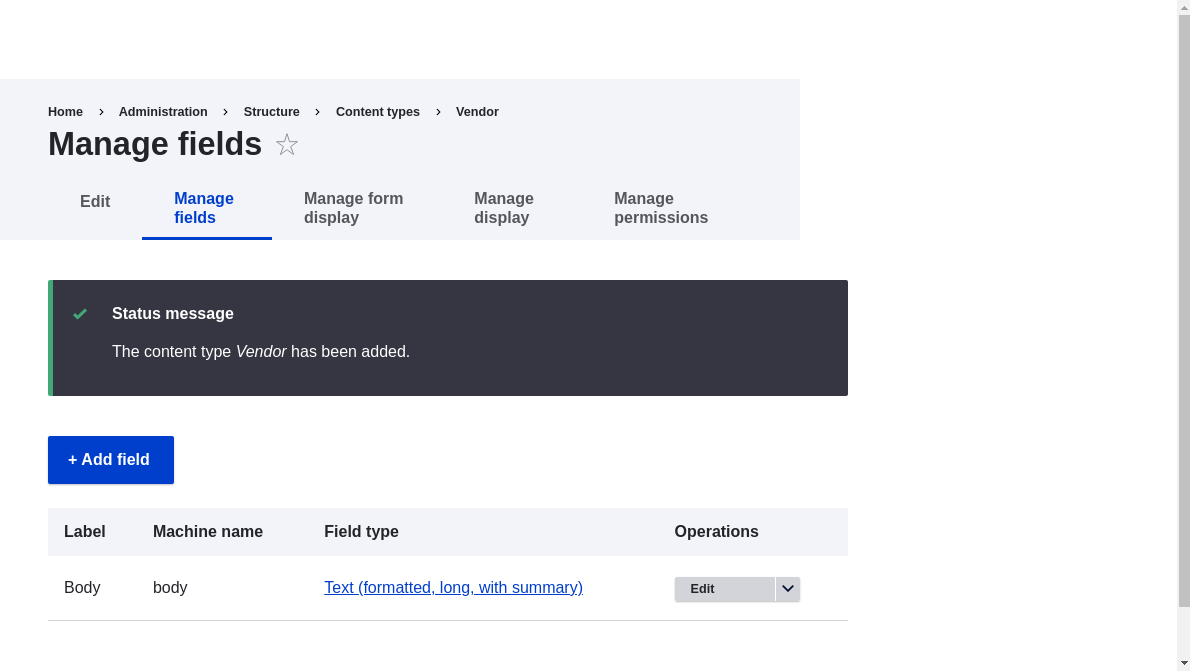 Home › Administration › Structure › Content types › Vendor
Manage fields
Edit
Manage fields
Manage form display
Manage display
Manage permissions
Status message
The content type Vendor has been added.
+ Add field
Label Machine name Field type Operations
Body body Text (formatted, long, with summary) Edit